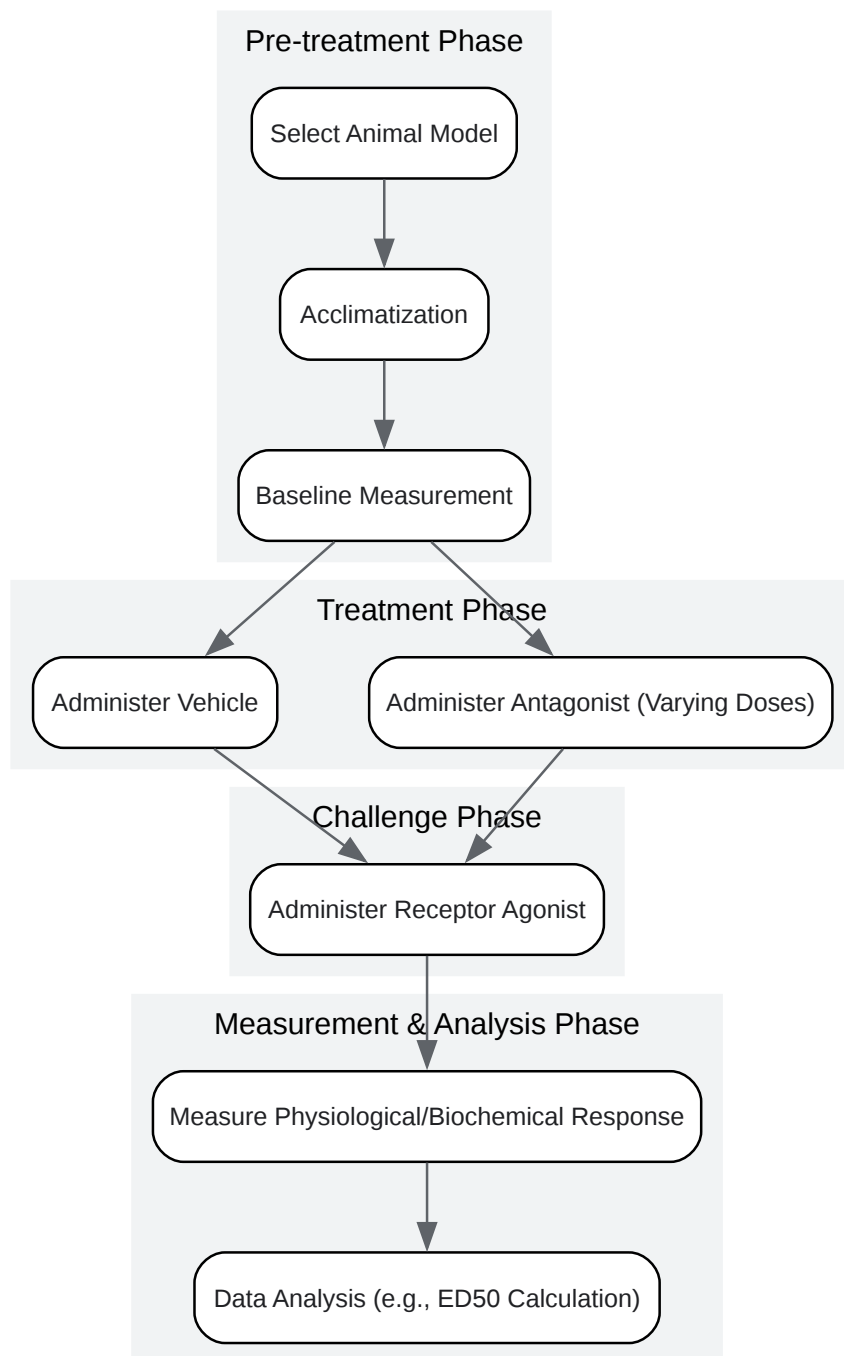 Pre-treatment Phase
Select Animal Model
Acclimatization
Baseline Measurement
Treatment Phase
Administer Vehicle
Administer Antagonist (Varying Doses)
Challenge Phase
Administer Receptor Agonist
Measurement & Analysis Phase
Measure Physiological/Biochemical Response
Data Analysis (e.g., ED50 Calculation)